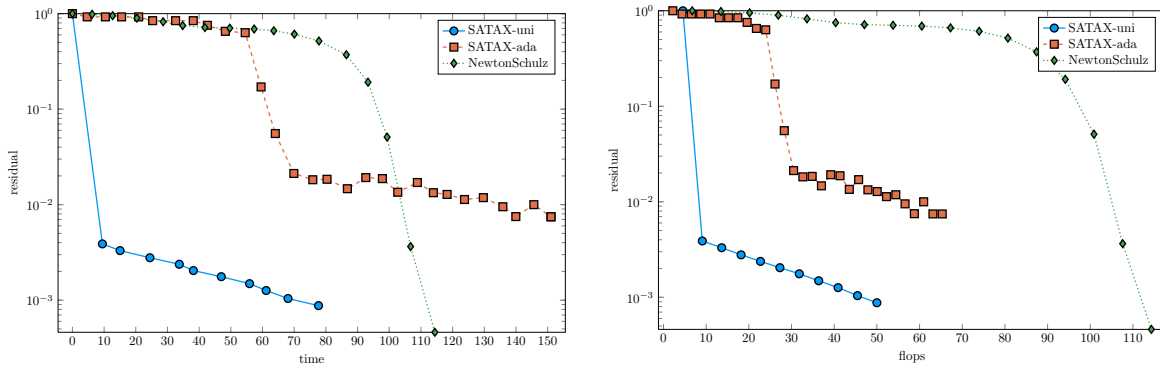 10^0
10^-1
10^-2
10^-3
residual
0 10 20 30 40 50 60 70 80 90 100 110 120 130 140 150
time
SATAX-uni
SATAX-ada
NewtonSchulz
10^0
10^-1
10^-2
10^-3
residual
0 10 20 30 40 50 60 70 80 90 100 110
flops
SATAX-uni
SATAX-ada
NewtonSchulz